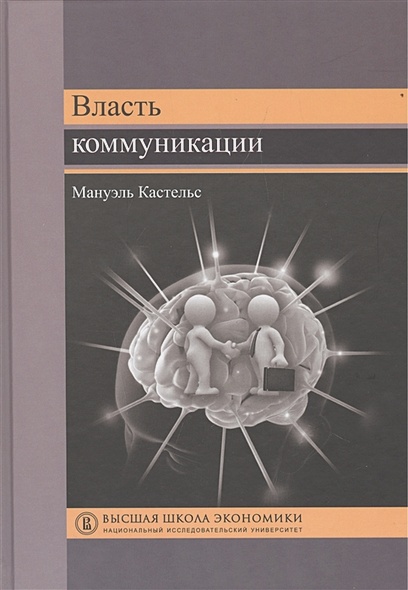 Власть
коммуникации
Мануэль Кастельс
ВЫСШАЯ ШКОЛА ЭКОНОМИКИ
НАЦИОНАЛЬНЫЙ ИССЛЕДОВАТЕЛЬСКИЙ УНИВЕРСИТЕТ